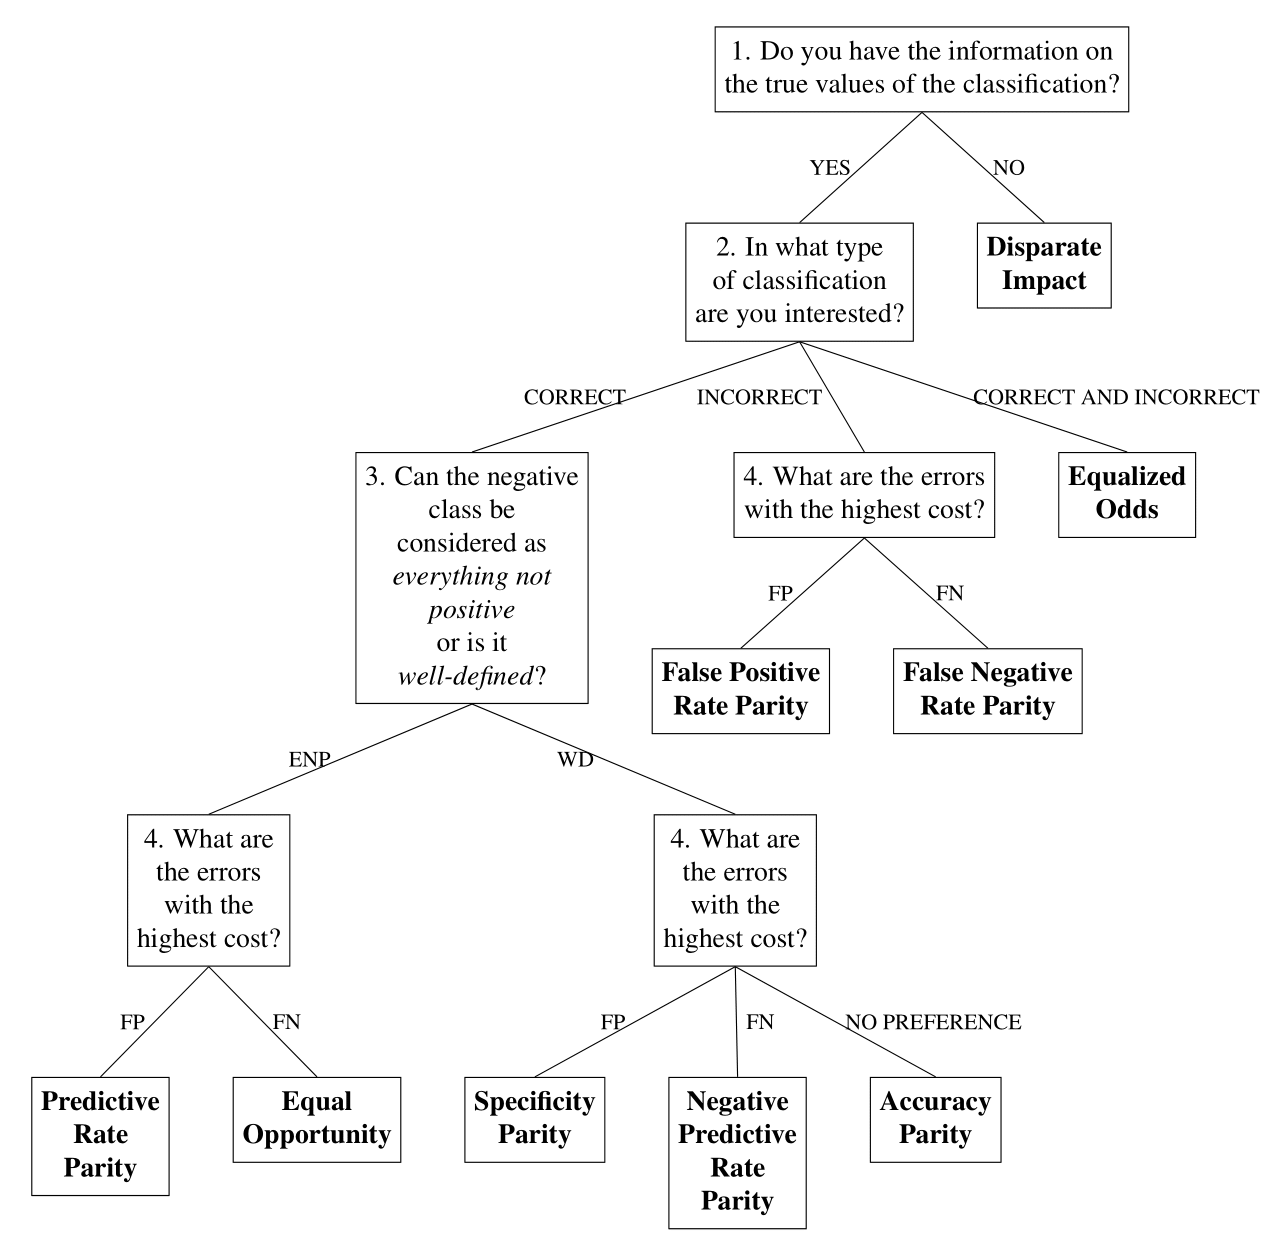 1. Do you have the information on
the true values of the classification?
YES
NO
2. In what type
of classification
are you interested?
Disparate
Impact
CORRECT
INCORRECT
CORRECT AND INCORRECT
3. Can the negative
class be
considered as
everything not
positive
or is it
well-defined?
4. What are the errors
with the highest cost?
Equalized
Odds
FP
FN
False Positive
Rate Parity
False Negative
Rate Parity
ENP
WD
4. What are
the errors
with the
highest cost?
4. What are
the errors
with the
highest cost?
FP
FN
FP
FN
NO PREFERENCE
Predictive
Rate
Parity
Equal
Opportunity
Specificity
Parity
Negative
Predictive
Rate
Parity
Accuracy
Parity